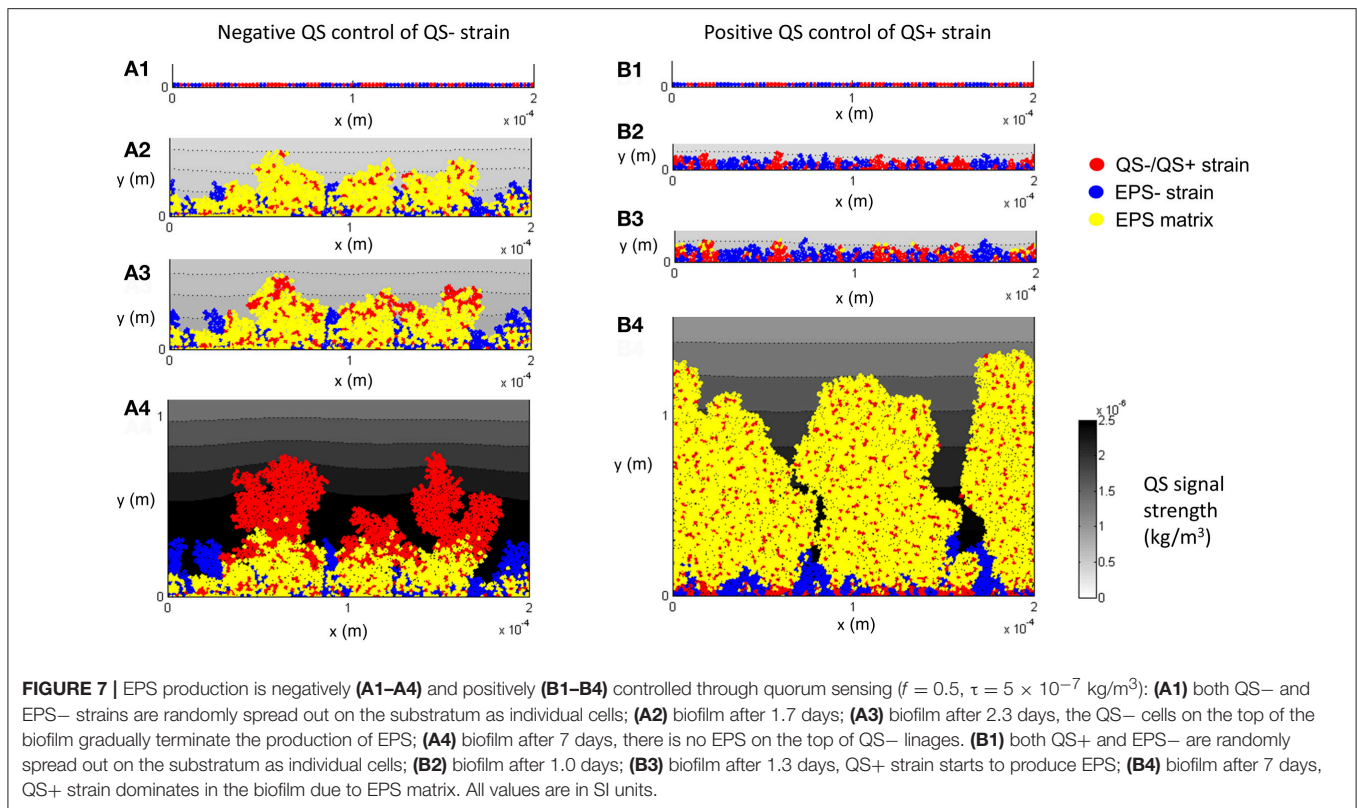 Negative QS control of QS- strain
Positive QS control of QS+ strain
A1
0
0
1
2
x (m)
x 10⁻⁴
A2
y (m)
0
0
1
2
x (m)
x 10⁻⁴
A3
y (m)
0
0
1
2
x (m)
x 10⁻⁴
A4
1
y (m)
0
0
1
2
x (m)
x 10⁻⁴
B1
0
0
1
2
x (m)
x 10⁻⁴
B2
y (m)
0
0
1
2
x (m)
x 10⁻⁴
B3
y (m)
0
0
1
2
x (m)
x 10⁻⁴
B4
1
y (m)
0
0
1
2
x (m)
x 10⁻⁴
QS-/QS+ strain
EPS- strain
EPS matrix
x 10⁻⁶
2.5
2
1.5
1
0.5
0
QS signal
strength
(kg/m³)
FIGURE 7 | EPS production is negatively (A1–A4) and positively (B1–B4) controlled through quorum sensing (f = 0.5, τ = 5 × 10⁻⁷ kg/m³): (A1) both QS− and
EPS− strains are randomly spread out on the substratum as individual cells; (A2) biofilm after 1.7 days; (A3) biofilm after 2.3 days, the QS− cells on the top of the
biofilm gradually terminate the production of EPS; (A4) biofilm after 7 days, there is no EPS on the top of QS− linages. (B1) both QS+ and EPS− are randomly
spread out on the substratum as individual cells; (B2) biofilm after 1.0 days; (B3) biofilm after 1.3 days, QS+ strain starts to produce EPS; (B4) biofilm after 7 days,
QS+ strain dominates in the biofilm due to EPS matrix. All values are in SI units.